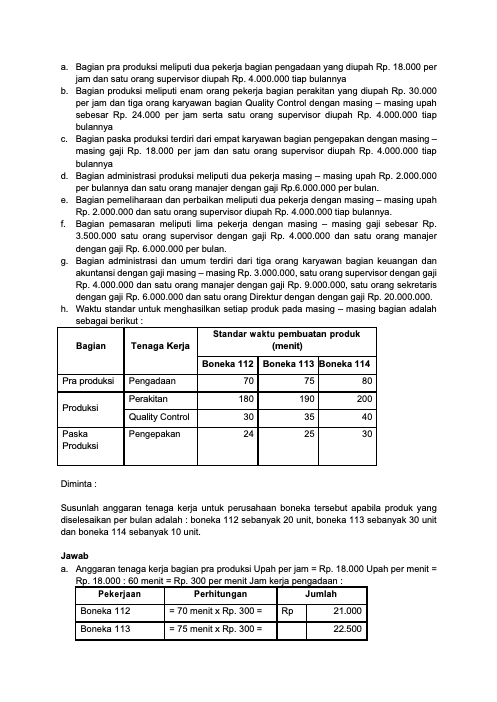 a. Bagian pra produksi meliputi dua pekerja bagian pengadaan yang diupah Rp. 18.000 per
jam dan satu orang supervisor diupah Rp. 4.000.000 tiap bulannya
b. Bagian produksi meliputi enam orang pekerja bagian perakitan yang diupah Rp. 30.000
per jam dan tiga orang karyawan bagian Quality Control dengan masing – masing upah
sebesar Rp. 24.000 per jam serta satu orang supervisor diupah Rp. 4.000.000 tiap
bulannya
c. Bagian paska produksi terdiri dari empat karyawan bagian pengepakan dengan masing –
masing gaji Rp. 18.000 per jam dan satu orang supervisor diupah Rp. 4.000.000 tiap
bulannya
d. Bagian administrasi produksi meliputi dua pekerja masing – masing upah Rp. 2.000.000
per bulannya dan satu orang manajer dengan gaji Rp.6.000.000 per bulan.
e. Bagian pemeliharaan dan perbaikan meliputi dua pekerja dengan masing – masing upah
Rp. 2.000.000 dan satu orang supervisor diupah Rp. 4.000.000 tiap bulannya.
f. Bagian pemasaran meliputi lima pekerja dengan masing – masing gaji sebesar Rp.
3.500.000 satu orang supervisor dengan gaji Rp. 4.000.000 dan satu orang manajer
dengan gaji Rp. 6.000.000 per bulan.
g. Bagian administrasi dan umum terdiri dari tiga orang karyawan bagian keuangan dan
akuntansi dengan gaji masing – masing Rp. 3.000.000, satu orang supervisor dengan gaji
Rp. 4.000.000 dan satu orang manajer dengan gaji Rp. 9.000.000, satu orang sekretaris
dengan gaji Rp. 6.000.000 dan satu orang Direktur dengan dengan gaji Rp. 20.000.000.
h. Waktu standar untuk menghasilkan setiap produk pada masing – masing bagian adalah
sebagai berikut :
Bagian Tenaga Kerja Standar waktu pembuatan produk
(menit)
Boneka 112 Boneka 113 Boneka 114
Pra produksi Pengadaan 70 75 80
Produksi Perakitan 180 190 200
Quality Control 30 35 40
Paska Pengepakan 24 25 30
Produksi
Diminta :
Susunlah anggaran tenaga kerja untuk perusahaan boneka tersebut apabila produk yang
diselesaikan per bulan adalah : boneka 112 sebanyak 20 unit, boneka 113 sebanyak 30 unit
dan boneka 114 sebanyak 10 unit.
Jawab
a. Anggaran tenaga kerja bagian pra produksi Upah per jam = Rp. 18.000 Upah per menit =
Rp. 18.000 : 60 menit = Rp. 300 per menit Jam kerja pengadaan :
Pekerjaan Perhitungan Jumlah
Boneka 112 = 70 menit x Rp. 300 = Rp 21.000
Boneka 113 = 75 menit x Rp. 300 = 22.500